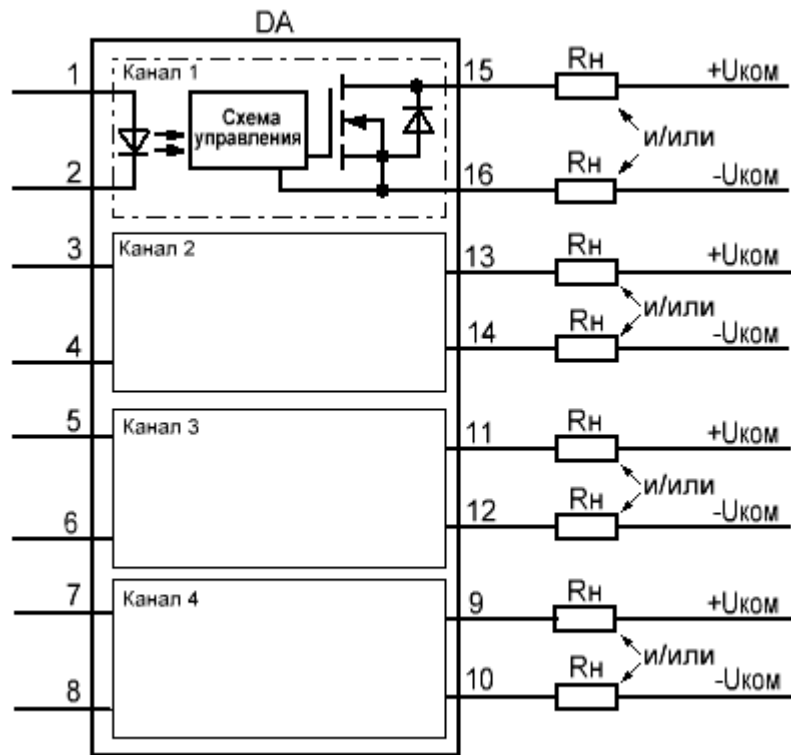 DA
1 Канал 1 15 Rн +Uком
Схема
управления
и/или
2 16 Rн -Uком
3 Канал 2 13 Rн +Uком
и/или
4 14 Rн -Uком
5 Канал 3 11 Rн +Uком
и/или
6 12 Rн -Uком
7 Канал 4 9 Rн +Uком
и/или
8 10 Rн -Uком